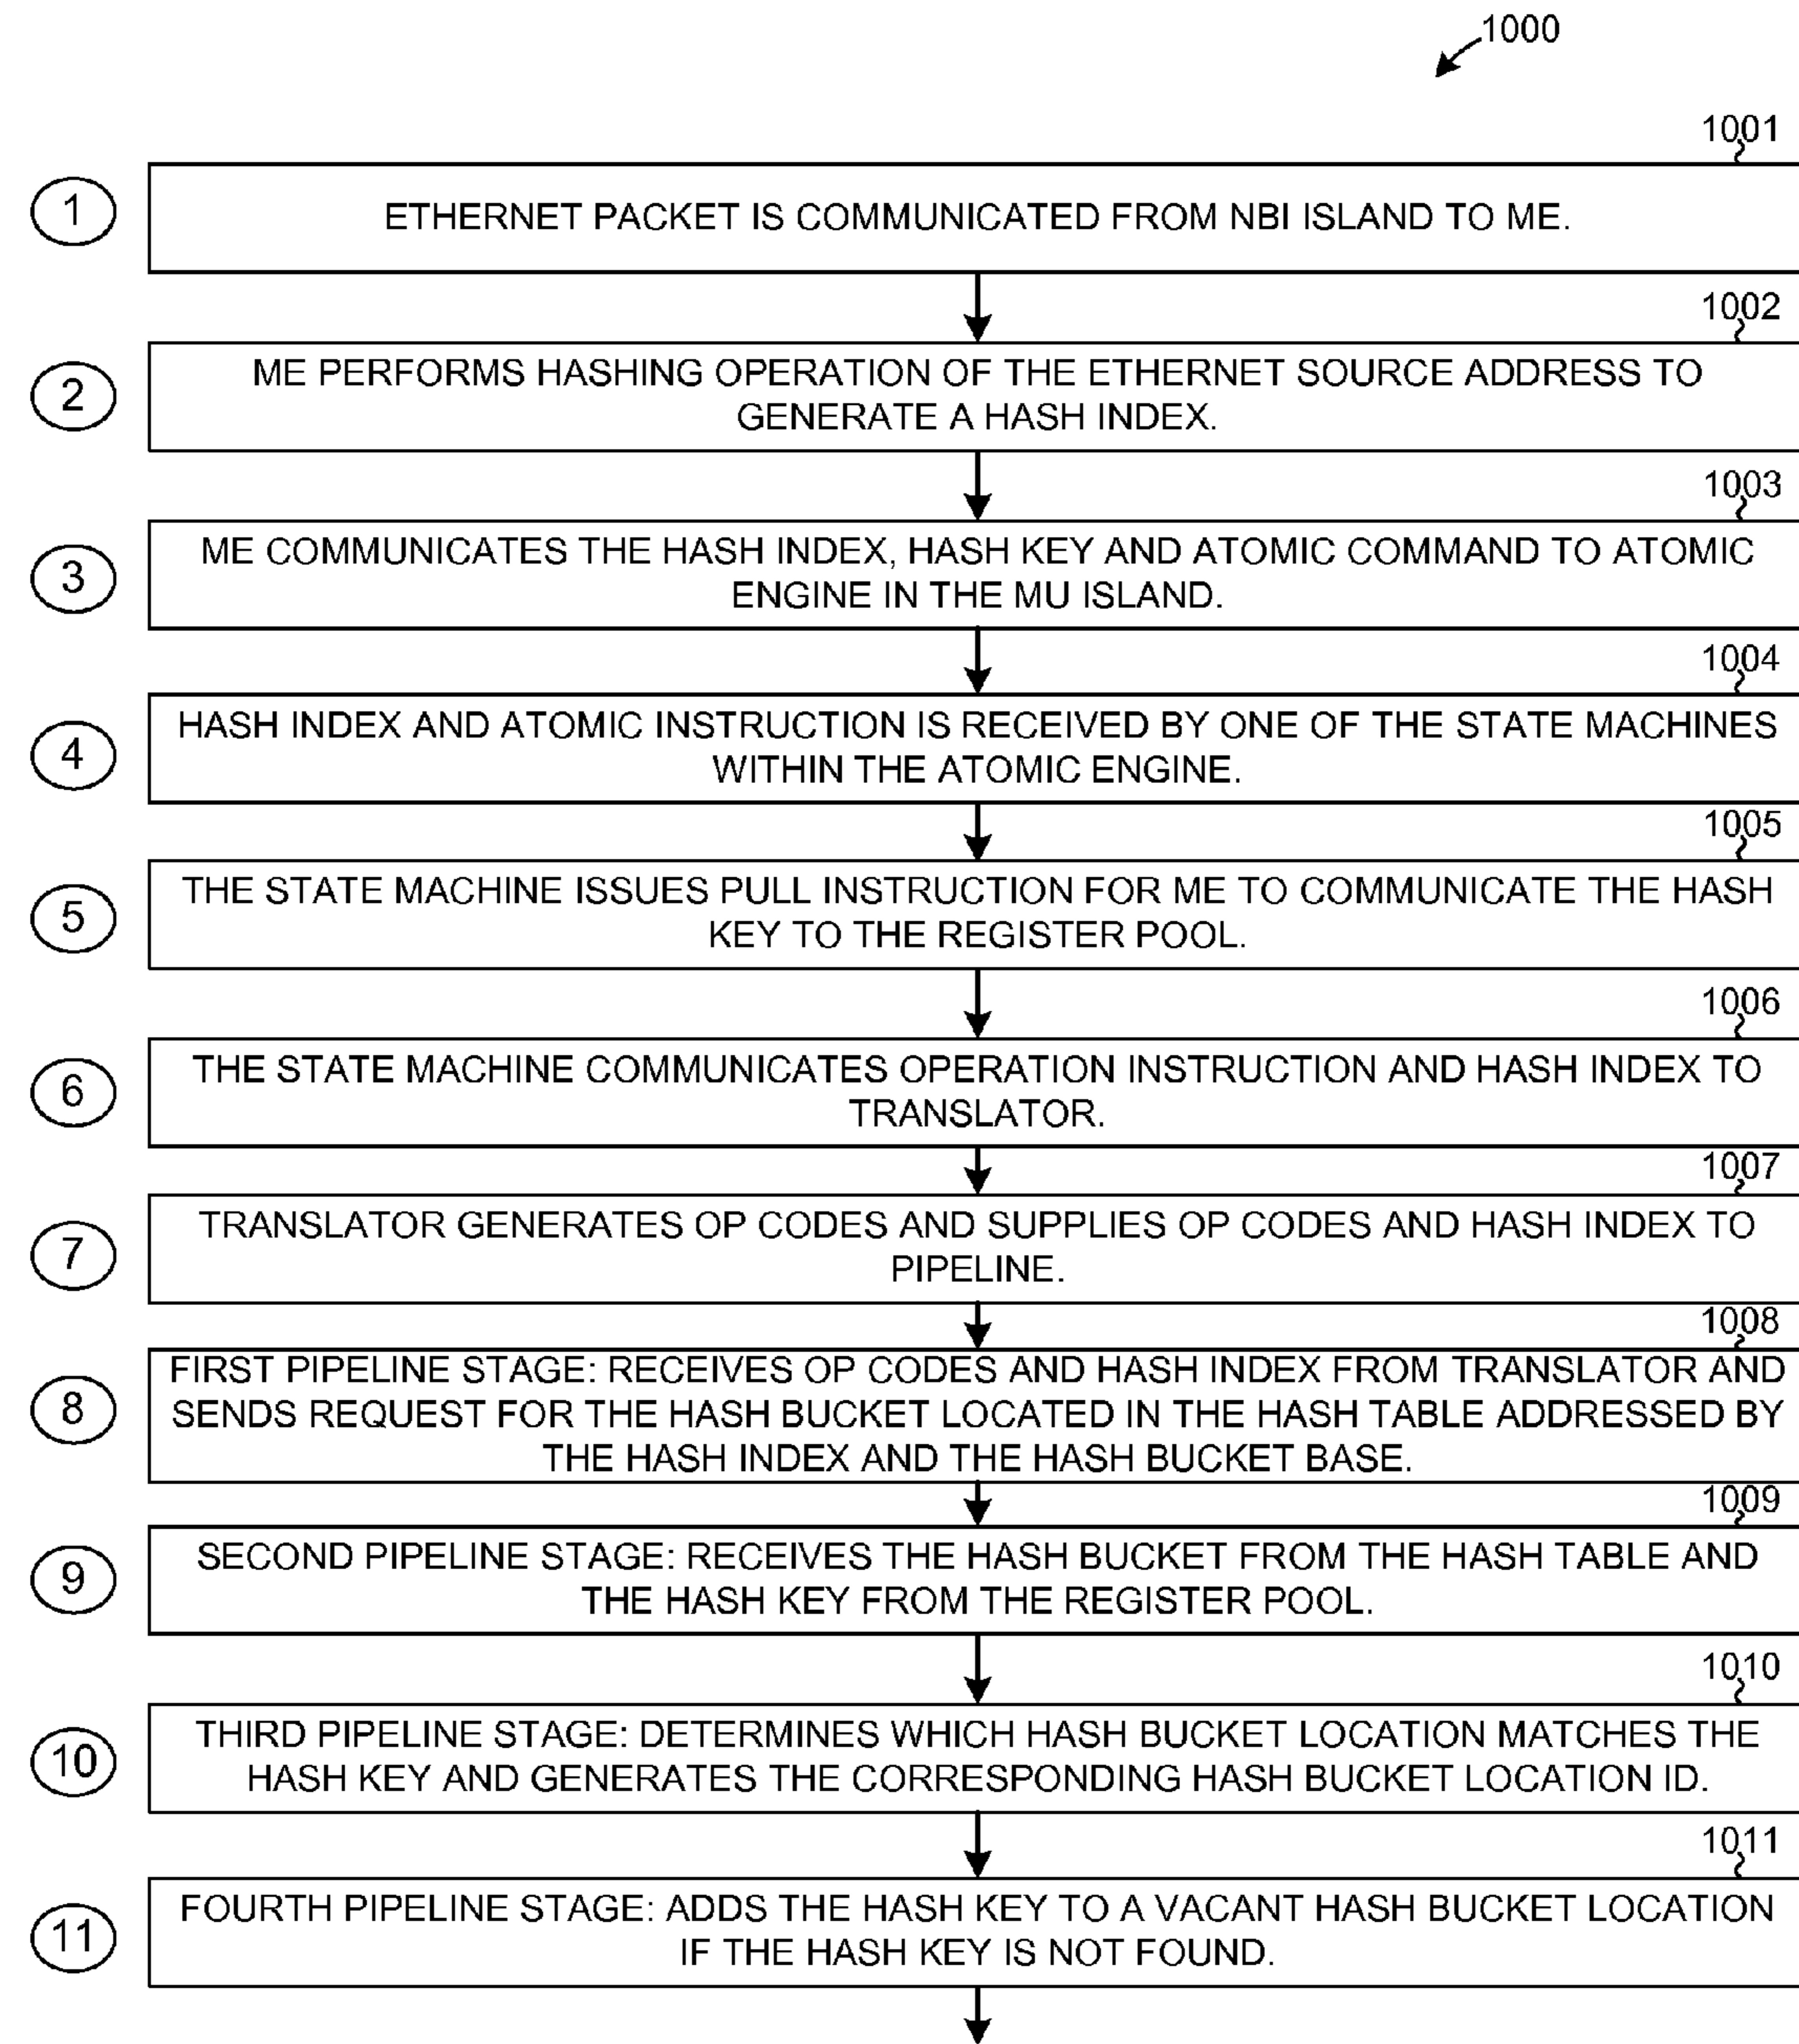 1000
1001
1
ETHERNET PACKET IS COMMUNICATED FROM NBI ISLAND TO ME.
1002
2
ME PERFORMS HASHING OPERATION OF THE ETHERNET SOURCE ADDRESS TO
GENERATE A HASH INDEX.
1003
3
ME COMMUNICATES THE HASH INDEX, HASH KEY AND ATOMIC COMMAND TO ATOMIC
ENGINE IN THE MU ISLAND.
1004
4
HASH INDEX AND ATOMIC INSTRUCTION IS RECEIVED BY ONE OF THE STATE MACHINES
WITHIN THE ATOMIC ENGINE.
1005
5
THE STATE MACHINE ISSUES PULL INSTRUCTION FOR ME TO COMMUNICATE THE HASH
KEY TO THE REGISTER POOL.
1006
6
THE STATE MACHINE COMMUNICATES OPERATION INSTRUCTION AND HASH INDEX TO
TRANSLATOR.
1007
7
TRANSLATOR GENERATES OP CODES AND SUPPLIES OP CODES AND HASH INDEX TO
PIPELINE.
1008
8
FIRST PIPELINE STAGE: RECEIVES OP CODES AND HASH INDEX FROM TRANSLATOR AND
SENDS REQUEST FOR THE HASH BUCKET LOCATED IN THE HASH TABLE ADDRESSED BY
THE HASH INDEX AND THE HASH BUCKET BASE.
1009
9
SECOND PIPELINE STAGE: RECEIVES THE HASH BUCKET FROM THE HASH TABLE AND
THE HASH KEY FROM THE REGISTER POOL.
1010
10
THIRD PIPELINE STAGE: DETERMINES WHICH HASH BUCKET LOCATION MATCHES THE
HASH KEY AND GENERATES THE CORRESPONDING HASH BUCKET LOCATION ID.
1011
11
FOURTH PIPELINE STAGE: ADDS THE HASH KEY TO A VACANT HASH BUCKET LOCATION
IF THE HASH KEY IS NOT FOUND.